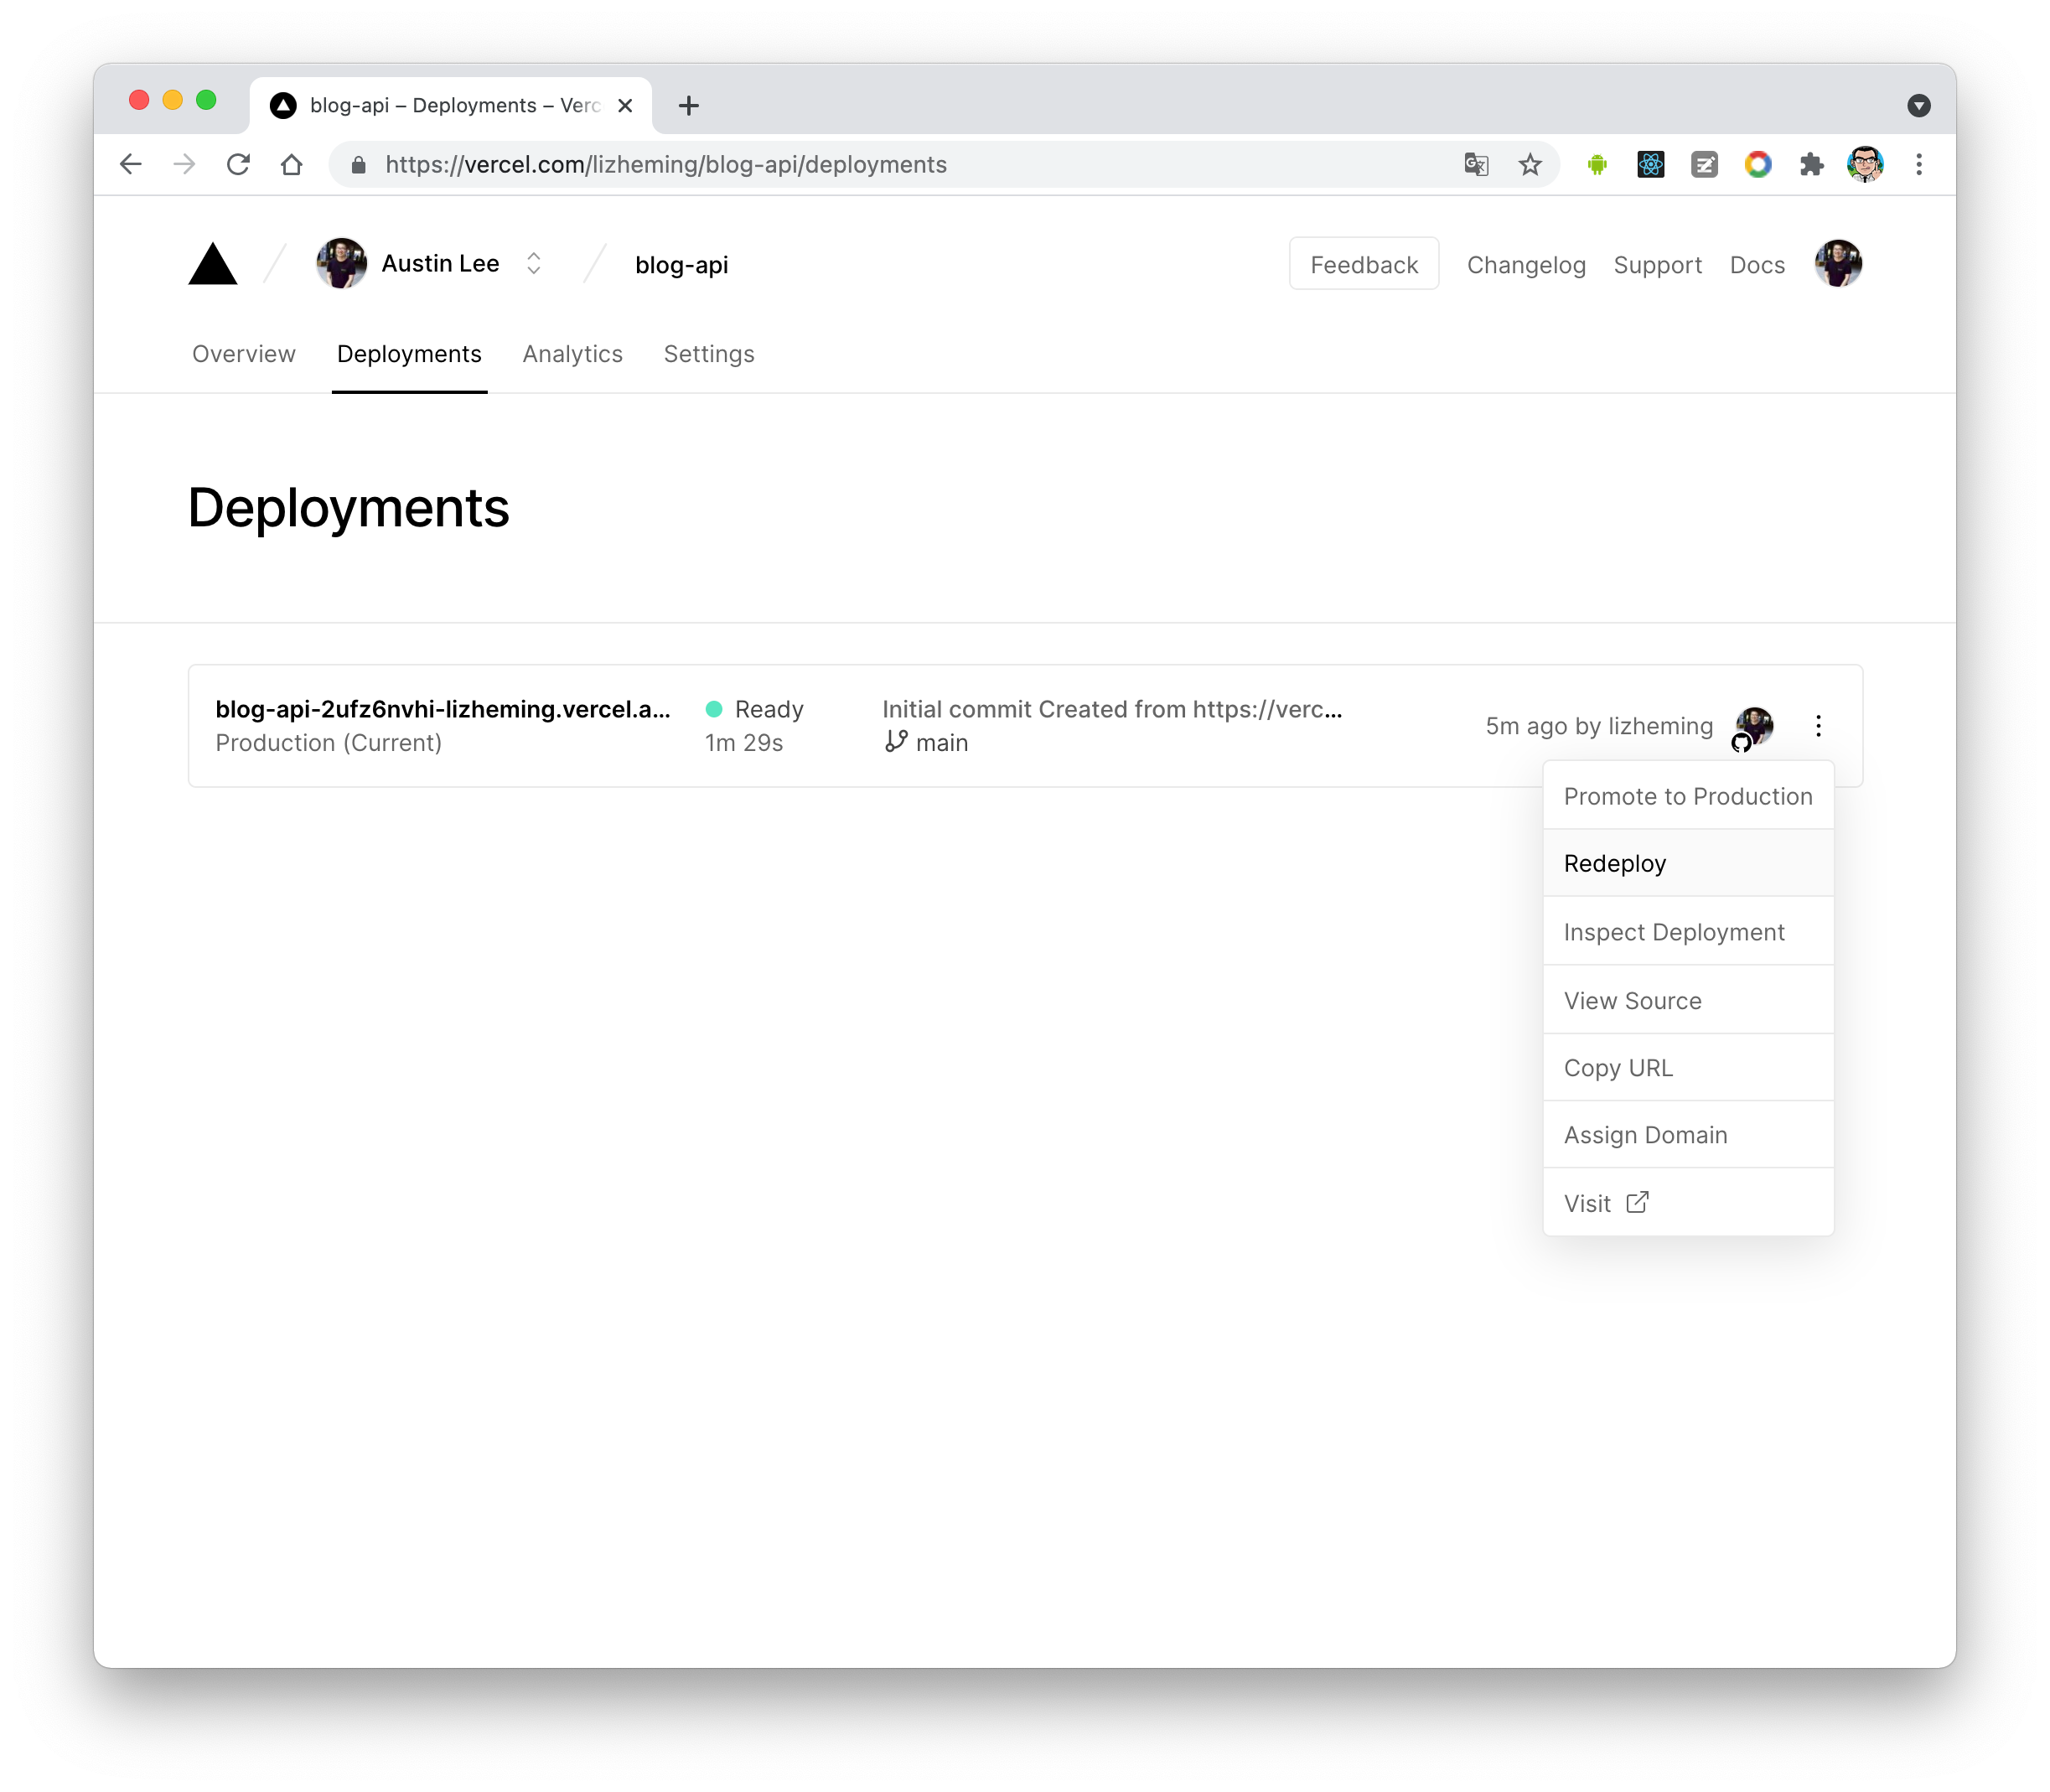 blog-api – Deployments – Verc
https://vercel.com/lizheming/blog-api/deployments
Austin Lee
blog-api
Feedback
Changelog
Support
Docs
Overview
Deployments
Analytics
Settings
Deployments
blog-api-2ufz6nvhi-lizheming.vercel.a...
Production (Current)
Ready
1m 29s
Initial commit Created from https://verc...
main
5m ago by lizheming
Promote to Production
Redeploy
Inspect Deployment
View Source
Copy URL
Assign Domain
Visit